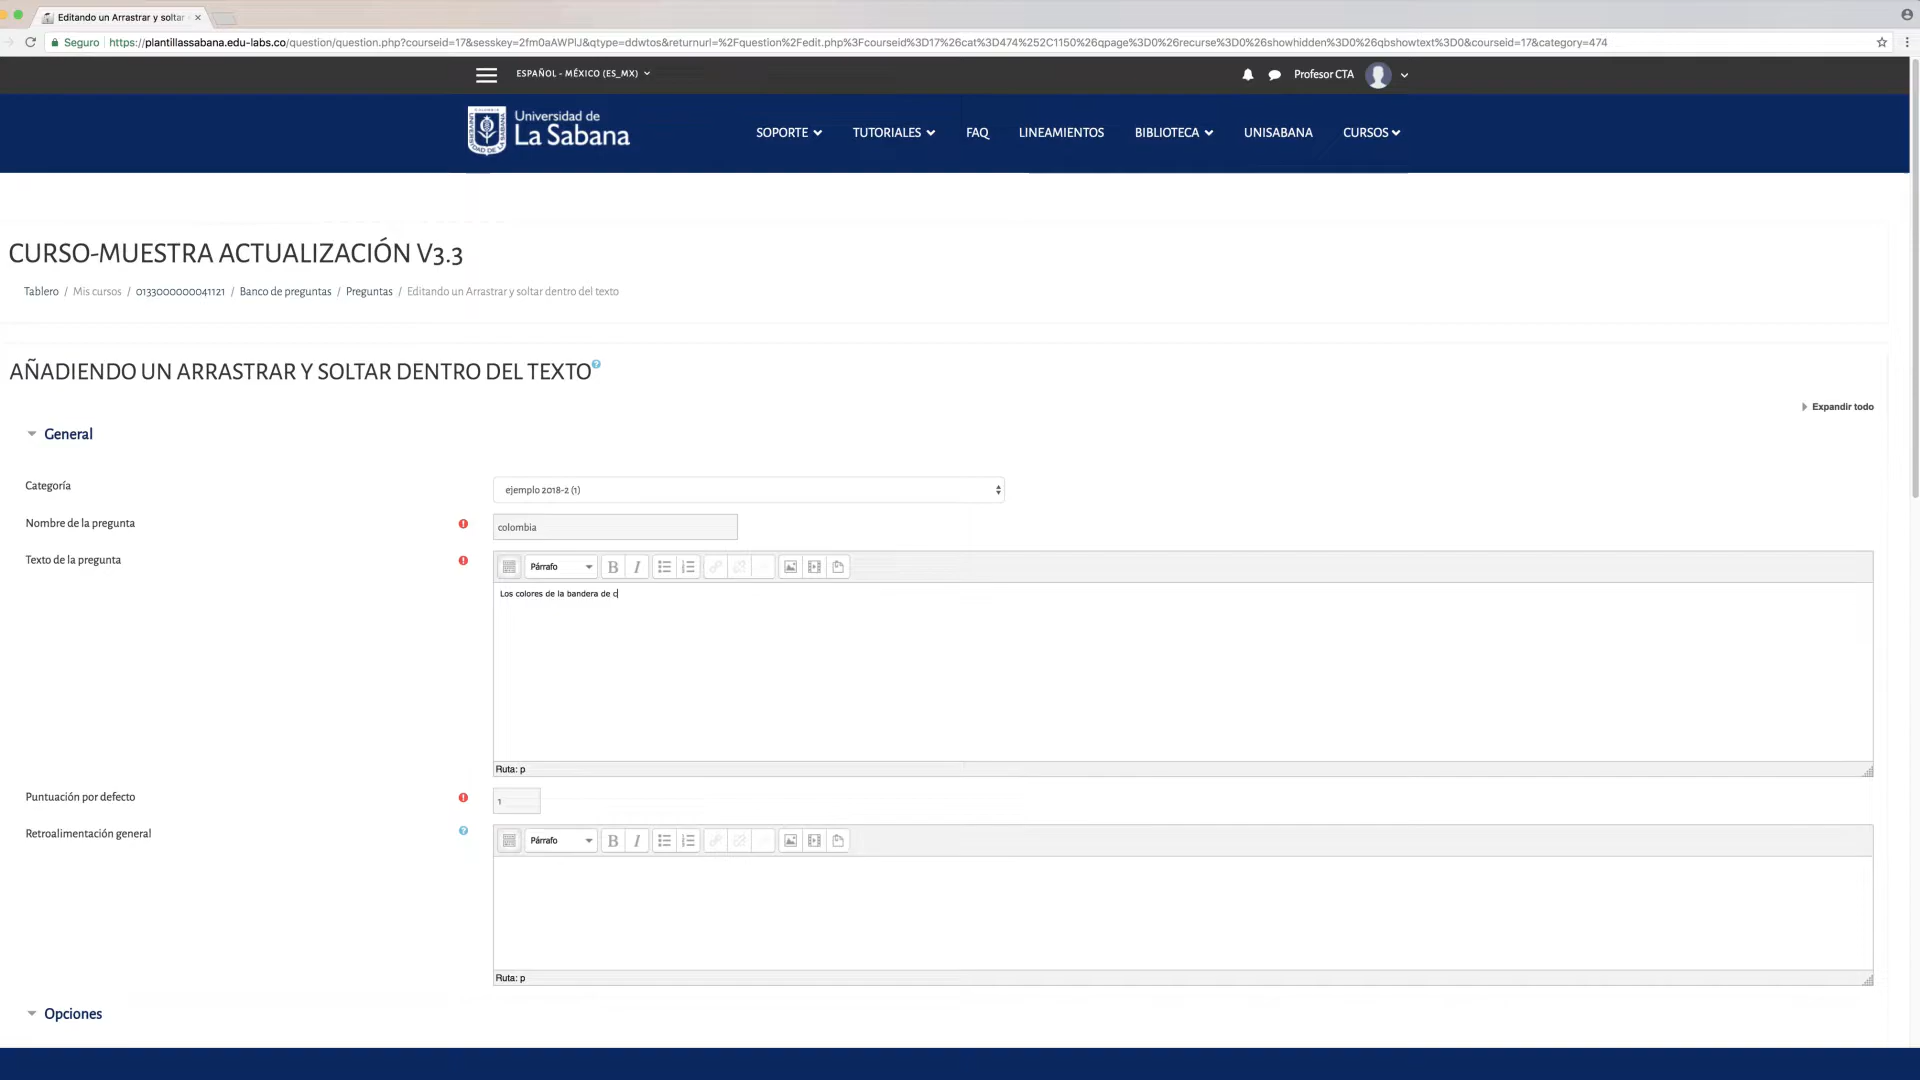 Editando un Arrastrar y soltar
Seguro https://plantillassabana.edu-labs.co/question/question.php?courseid=17&sesskey=2fm0aAWPIJ&qtype=ddwtos&returnurl=%2Fquestion%2Fedit.php%3Fcourseid%3D17%26cat%3D474%252C1150%26qpage%3D0%26recurse%3D0%26showhidden%3D0%26qbshowtext%3D0&courseid=17&category=474
ESPAÑOL - MÉXICO (ES_MX)
Profesor CTA
Universidad de
La Sabana
SOPORTE TUTORIALES FAQ LINEAMIENTOS BIBLIOTECA UNISABANA CURSOS
CURSO-MUESTRA ACTUALIZACIÓN V3.3
Tablero / Mis cursos / 0133000000041121 / Banco de preguntas / Preguntas / Editando un Arrastrar y soltar dentro del texto
AÑADIENDO UN ARRASTRAR Y SOLTAR DENTRO DEL TEXTO
Expandir todo
General
Categoría
ejemplo 2018-2 (1)
Nombre de la pregunta
colombia
Texto de la pregunta
Párrafo B I
Los colores de la bandera de c
Ruta: p
Puntuación por defecto
1
Retroalimentación general
Párrafo B I
Ruta: p
Opciones